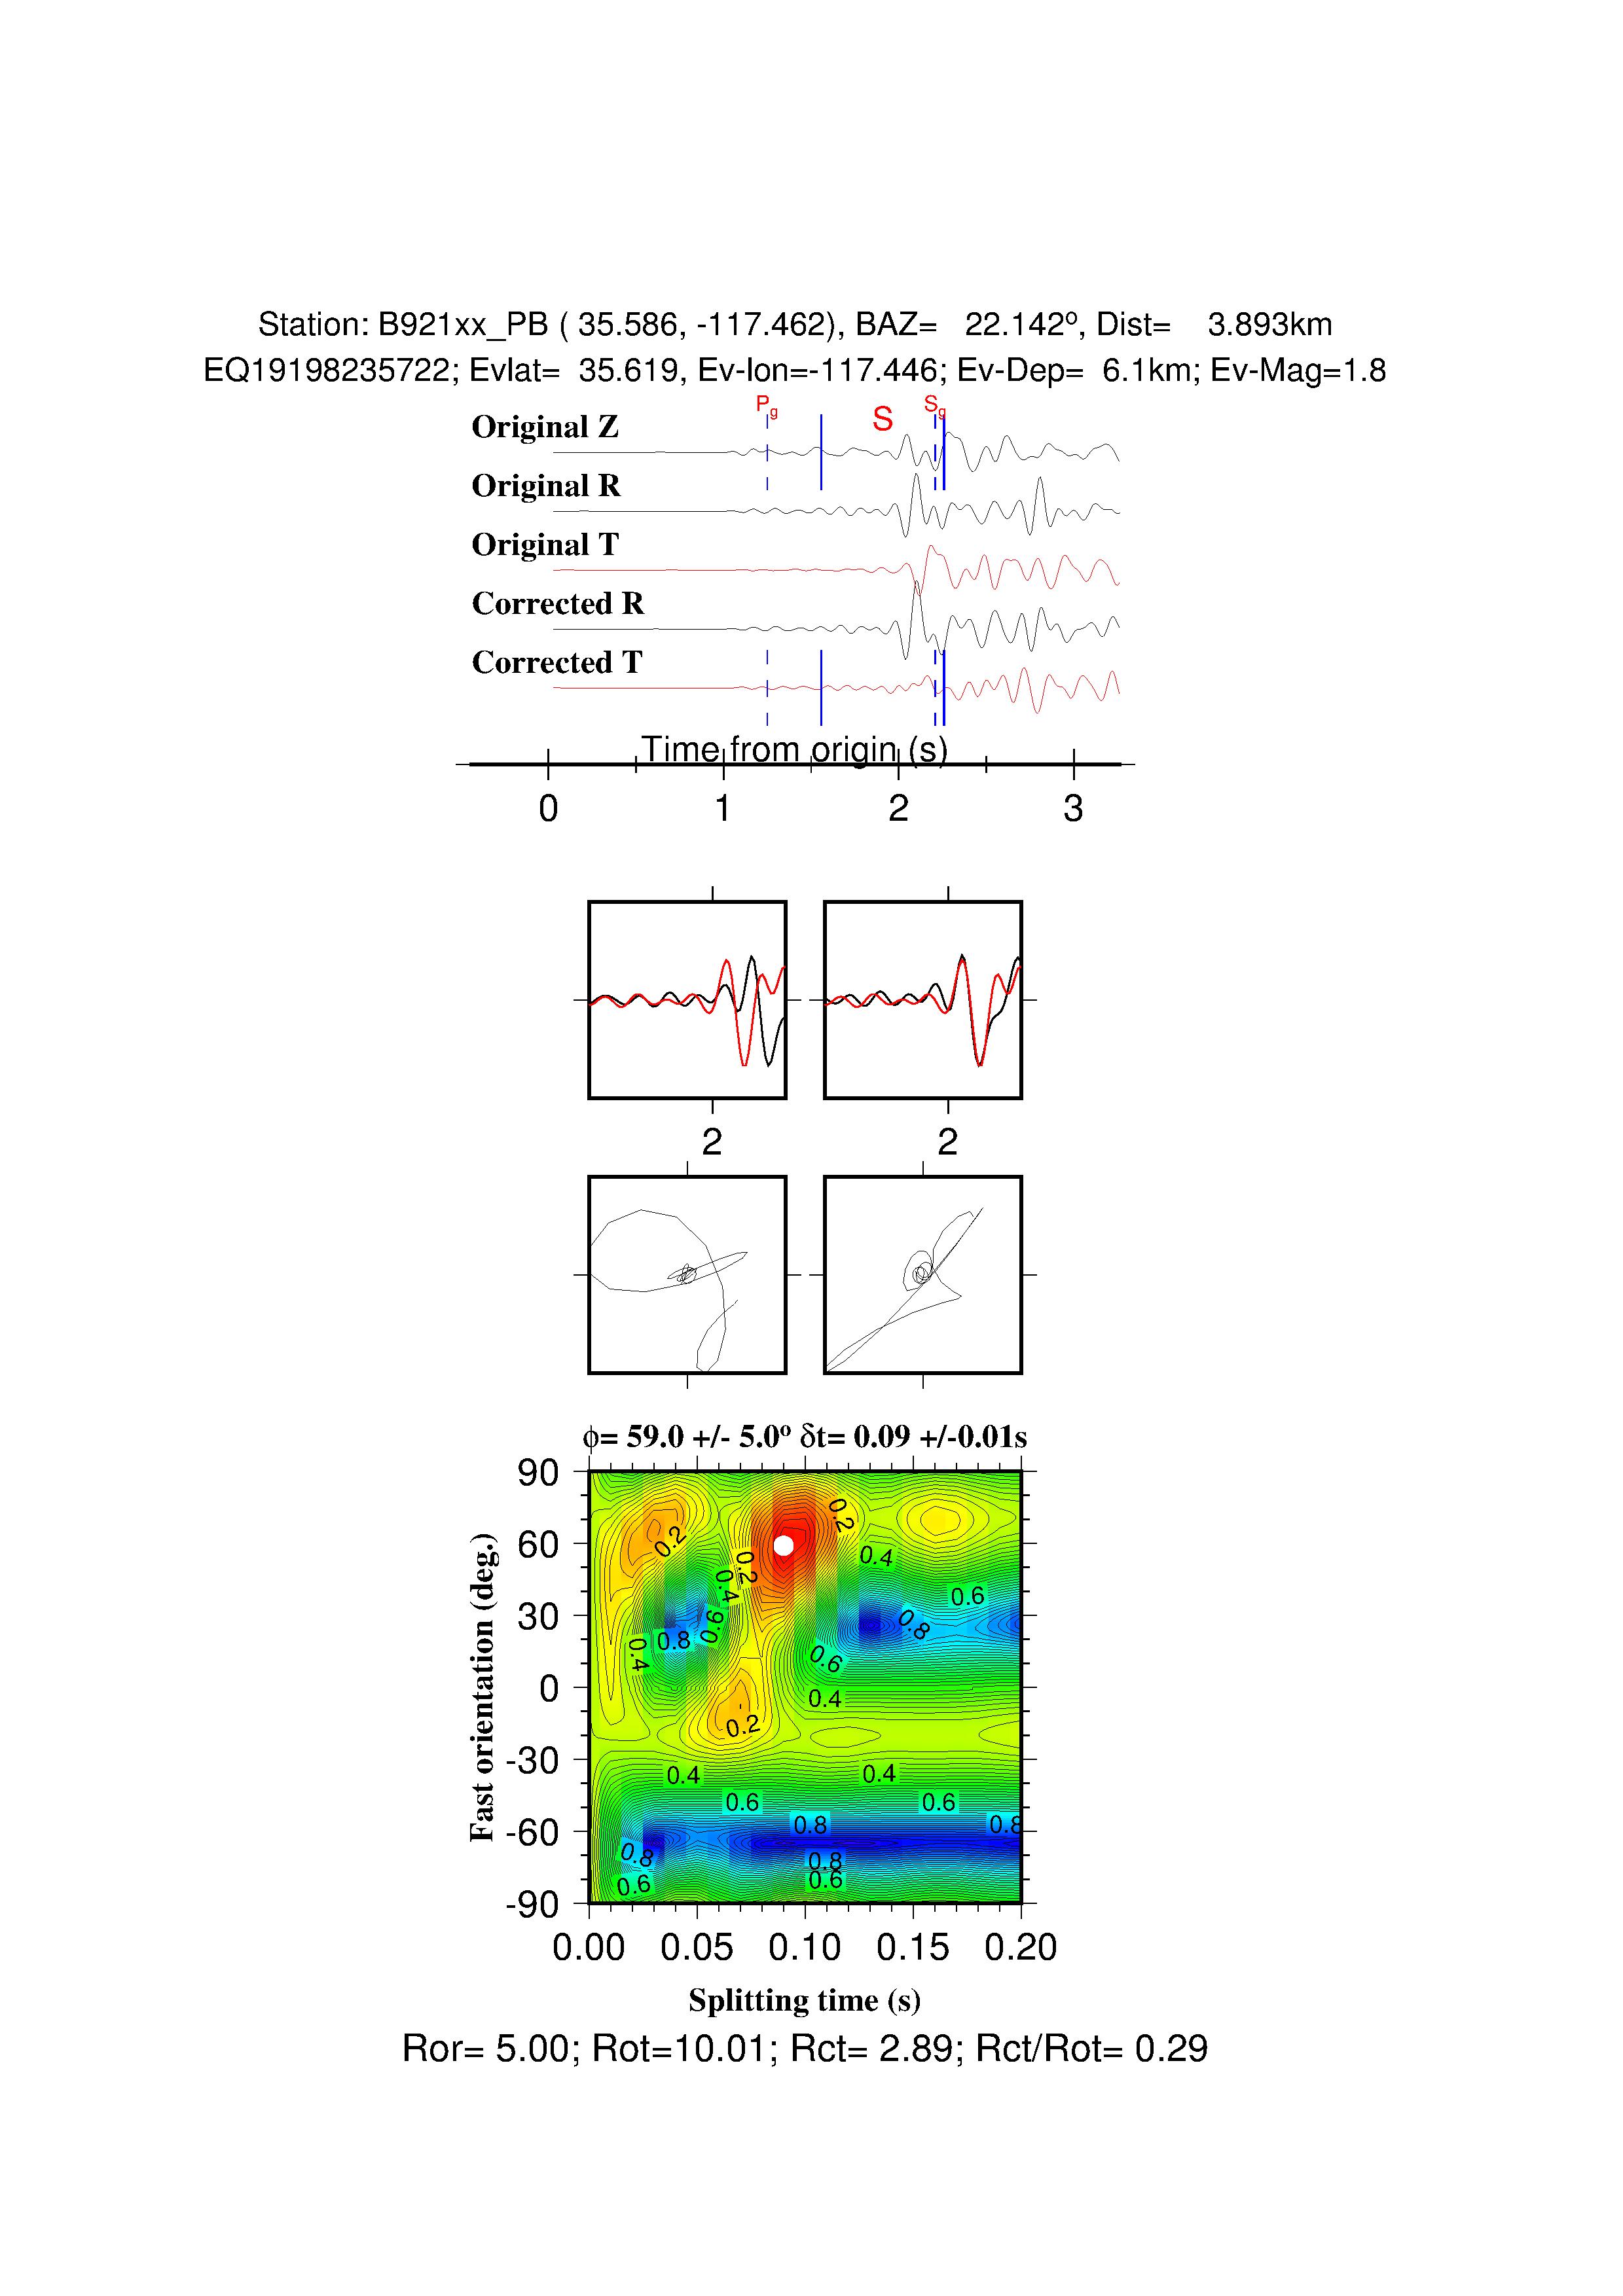 Station: B921xx_PB ( 35.586, -117.462), BAZ= 22.142º, Dist= 3.893km
EQ19198235722; Evlat= 35.619, Ev-lon=-117.446; Ev-Dep= 6.1km; Ev-Mag=1.8
Pg S Sg
Original Z
Original R
Original T
Corrected R
Corrected T
Time from origin (s)
0 1 2 3
2 2
ϕ= 59.0 +/- 5.0º δt= 0.09 +/-0.01s
Fast orientation (deg.)
90
60
30
0
-30
-60
-90
0.2 0.2 0.2 0.4 0.4 0.6
0.6 0.8 0.8 0.4 0.6
0.2 0.4
0.4 0.4
0.6 0.6
0.8 0.8
0.8 0.8
0.6 0.6
0.00 0.05 0.10 0.15 0.20
Splitting time (s)
Ror= 5.00; Rot=10.01; Rct= 2.89; Rct/Rot= 0.29